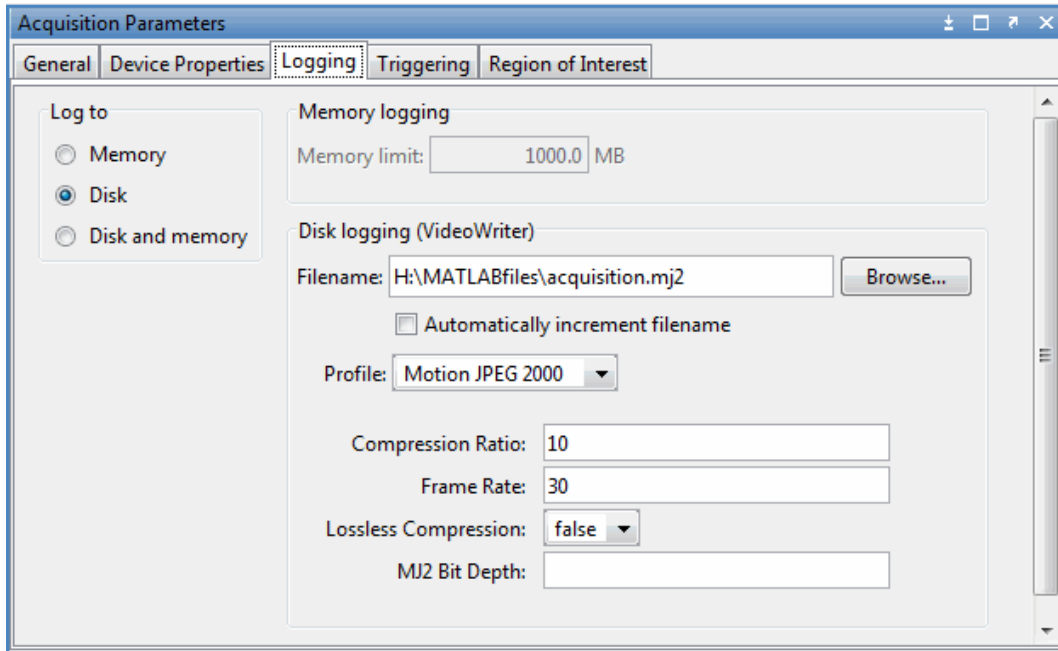 Acquisition Parameters
General Device Properties Logging Triggering Region of Interest
Log to
Memory
Disk
Disk and memory
Memory logging
Memory limit: 1000.0 MB
Disk logging (VideoWriter)
Filename: H:\MATLABfiles\acquisition.mj2 Browse...
Automatically increment filename
Profile: Motion JPEG 2000
Compression Ratio: 10
Frame Rate: 30
Lossless Compression: false
MJ2 Bit Depth: